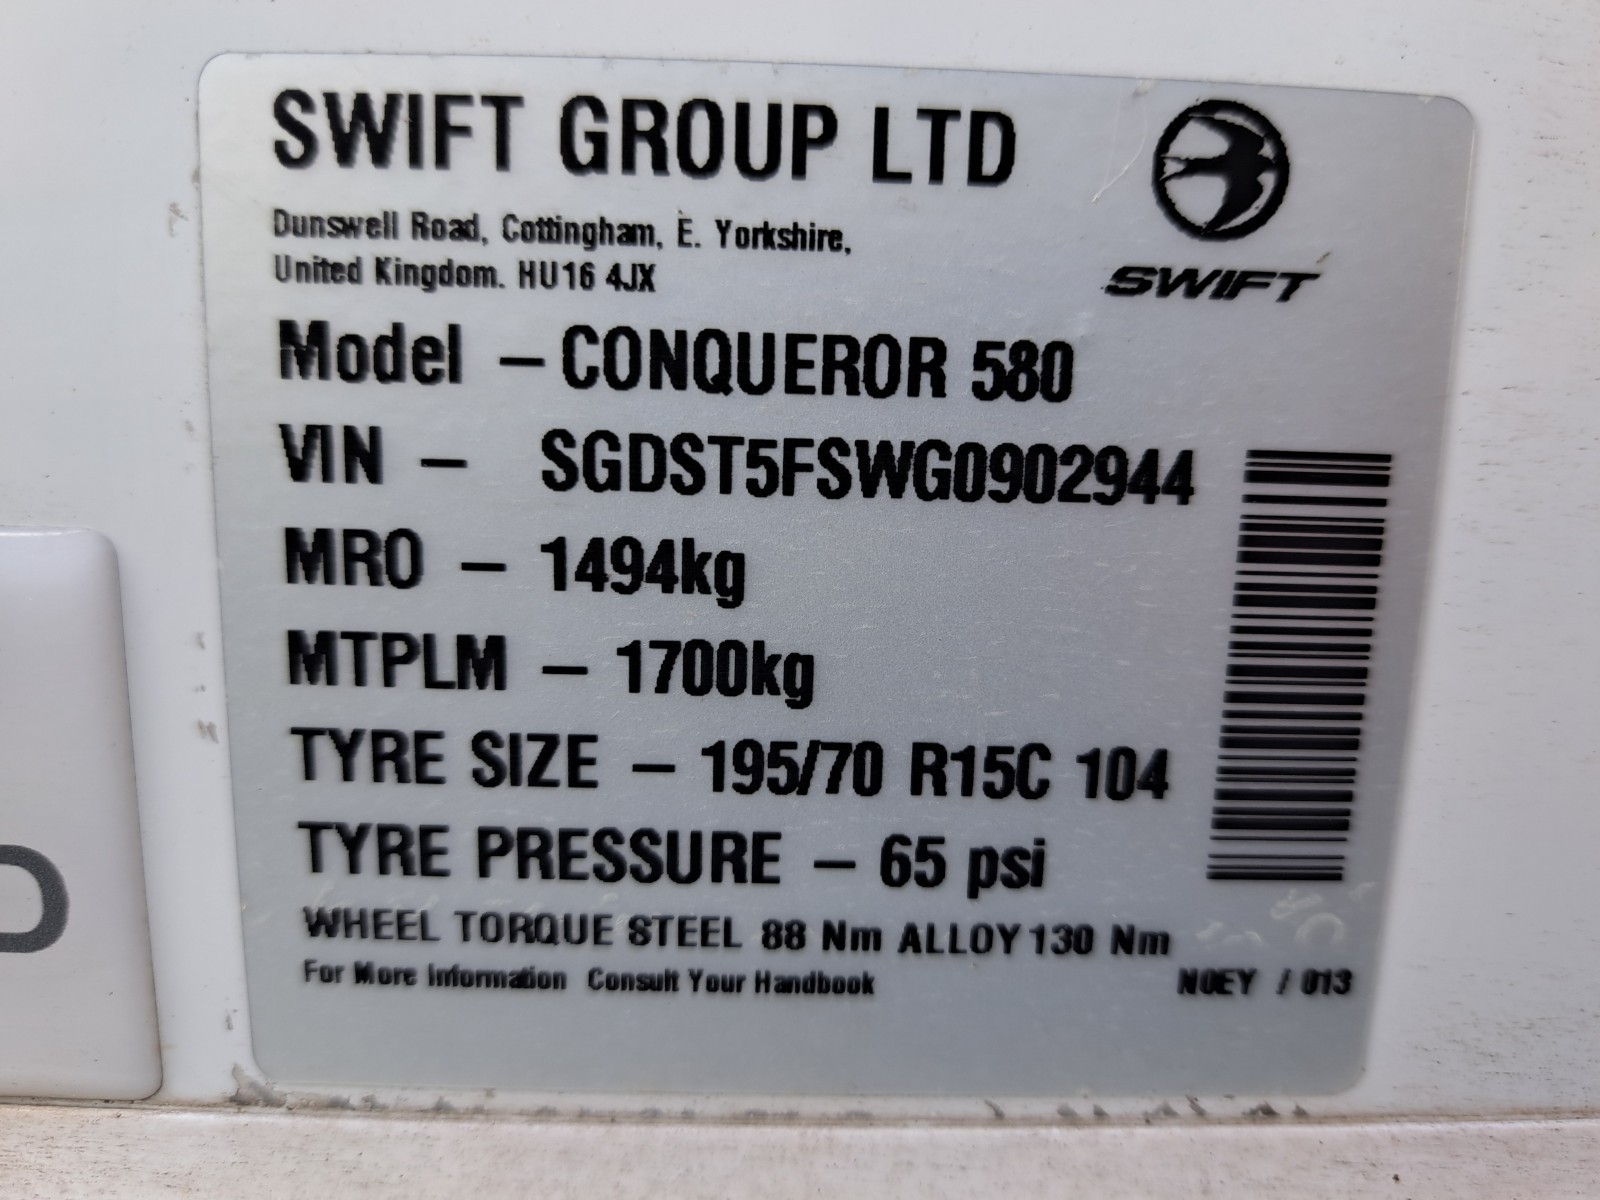 SWIFT GROUP LTD
Dunswell Road, Cottingham, E. Yorkshire,
United Kingdom. HU16 4JX
SWIFT
Model – CONQUEROR 580
VIN – SGDST5FSWG0902944
MRO – 1494kg
MTPLM – 1700kg
TYRE SIZE – 195/70 R15C 104
TYRE PRESSURE – 65 psi
WHEEL TORQUE STEEL 88 Nm ALLOY 130 Nm
For More Information Consult Your Handbook
N0EY / 013